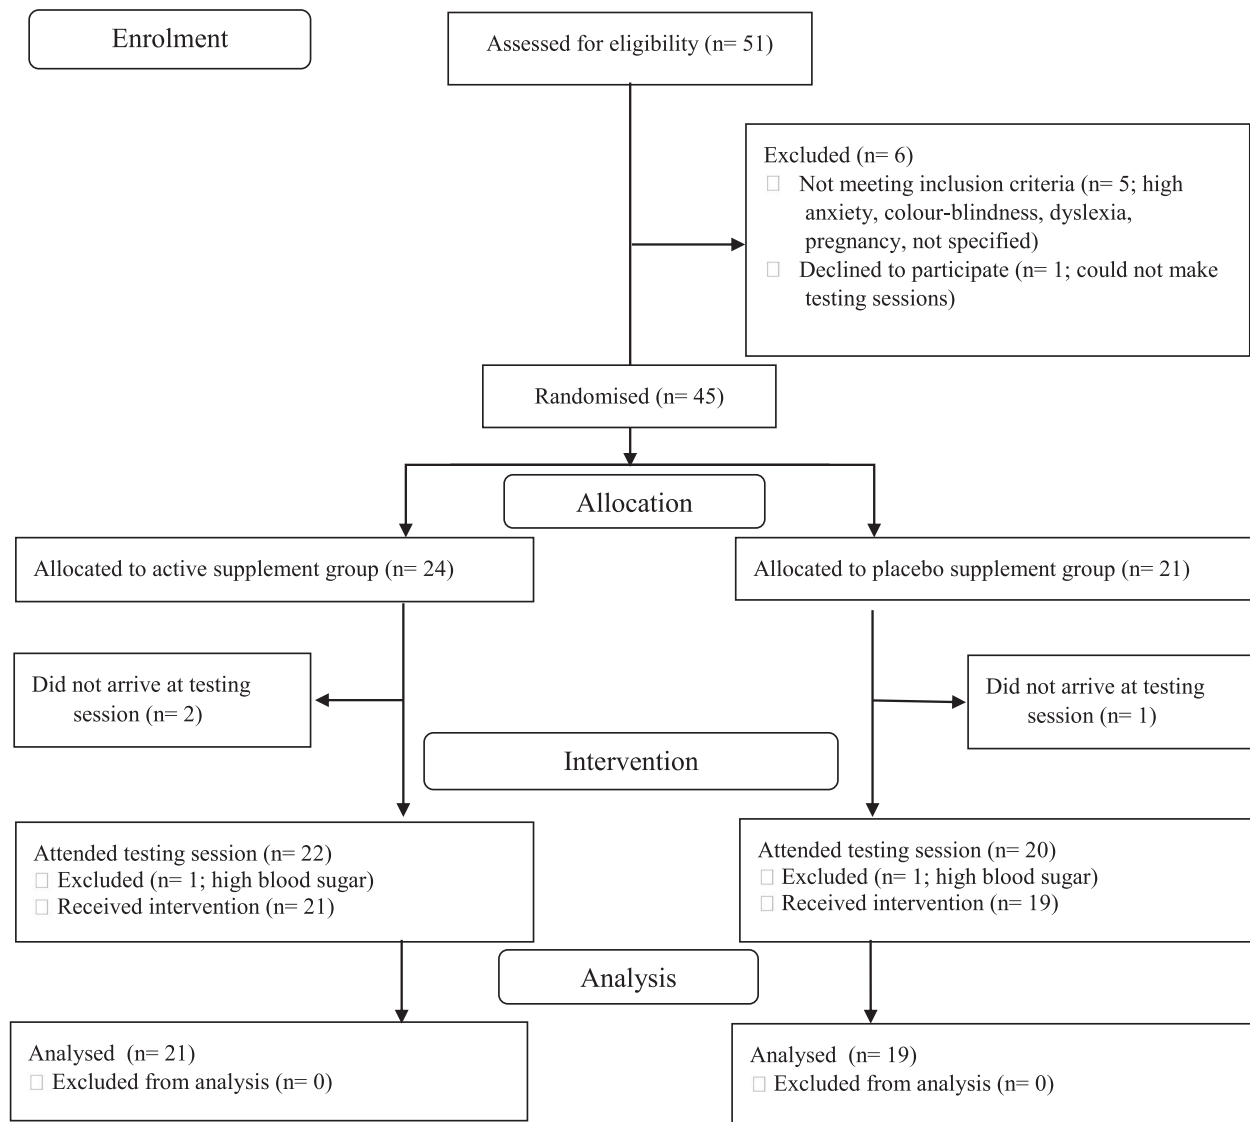 Enrolment
Assessed for eligibility (n= 51)
Excluded (n= 6)
Not meeting inclusion criteria (n= 5; high
anxiety, colour-blindness, dyslexia,
pregnancy, not specified)
Declined to participate (n= 1; could not make
testing sessions)
Randomised (n= 45)
Allocation
Allocated to active supplement group (n= 24)
Allocated to placebo supplement group (n= 21)
Did not arrive at testing
session (n= 2)
Did not arrive at testing
session (n= 1)
Intervention
Attended testing session (n= 22)
Excluded (n= 1; high blood sugar)
Received intervention (n= 21)
Attended testing session (n= 20)
Excluded (n= 1; high blood sugar)
Received intervention (n= 19)
Analysis
Analysed (n= 21)
Excluded from analysis (n= 0)
Analysed (n= 19)
Excluded from analysis (n= 0)